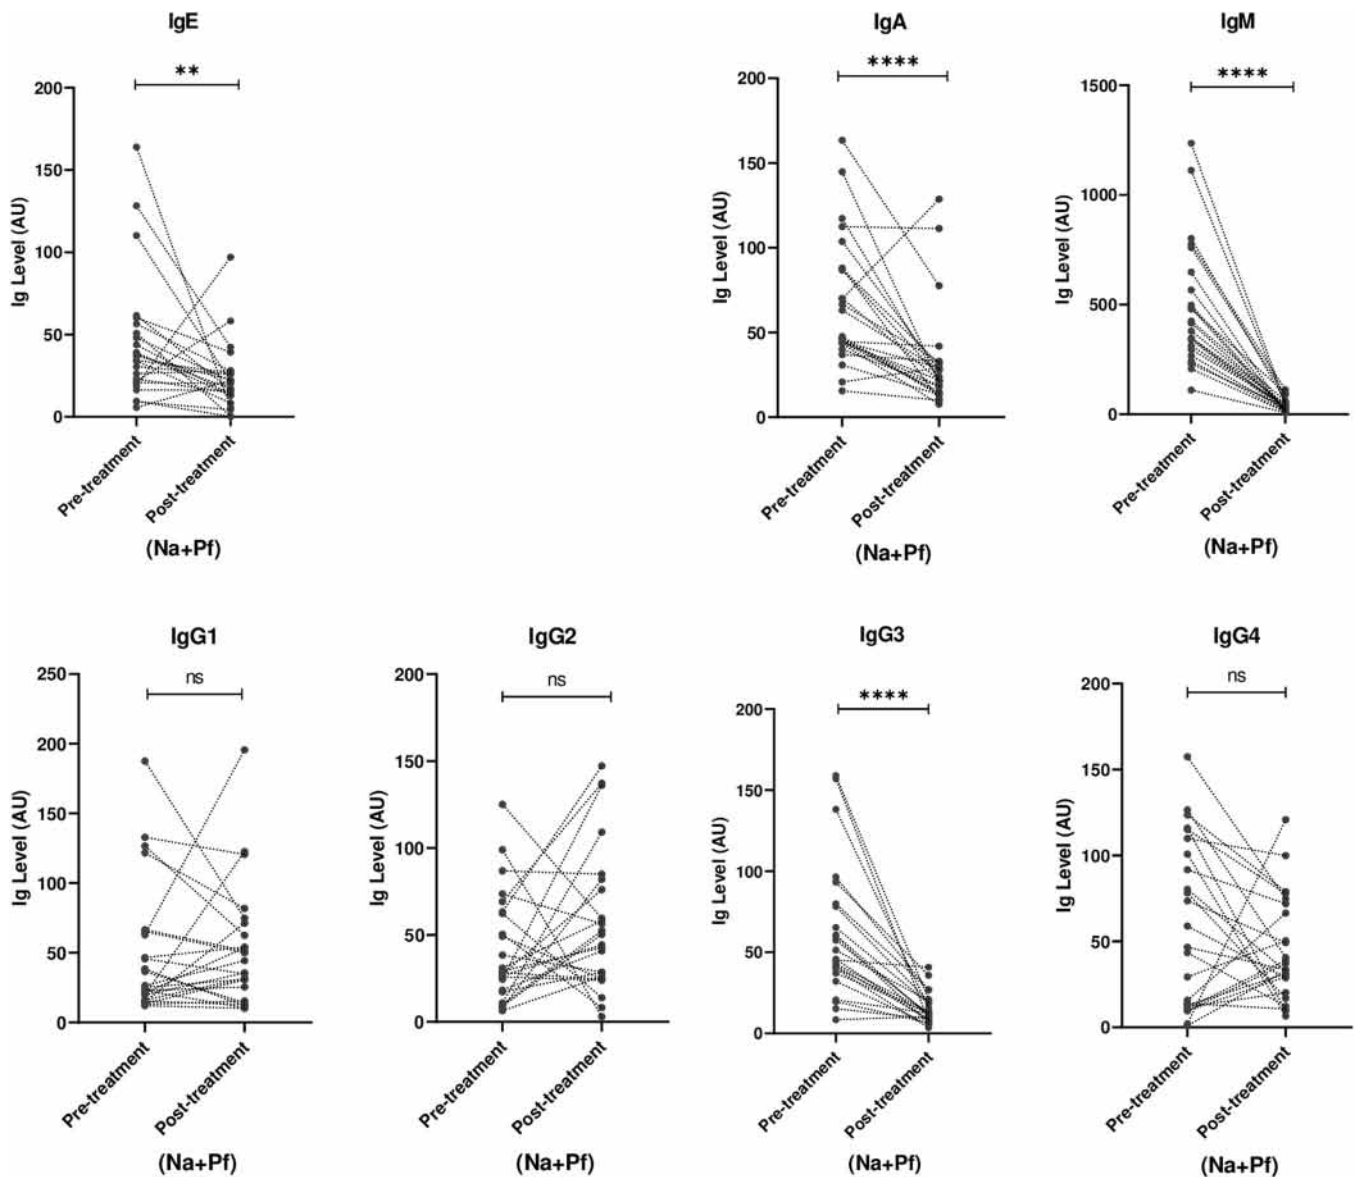 IgE
**
200
150
100
50
0
Ig Level (AU)
Pre-treatment
Post-treatment
(Na+Pf)
IgA
****
200
150
100
50
0
Ig Level (AU)
Pre-treatment
Post-treatment
(Na+Pf)
IgM
****
1500
1000
500
0
Ig Level (AU)
Pre-treatment
Post-treatment
(Na+Pf)
IgG1
ns
250
200
150
100
50
0
Ig Level (AU)
Pre-treatment
Post-treatment
(Na+Pf)
IgG2
ns
200
150
100
50
0
Ig Level (AU)
Pre-treatment
Post-treatment
(Na+Pf)
IgG3
****
200
150
100
50
0
Ig Level (AU)
Pre-treatment
Post-treatment
(Na+Pf)
IgG4
ns
200
150
100
50
0
Ig Level (AU)
Pre-treatment
Post-treatment
(Na+Pf)